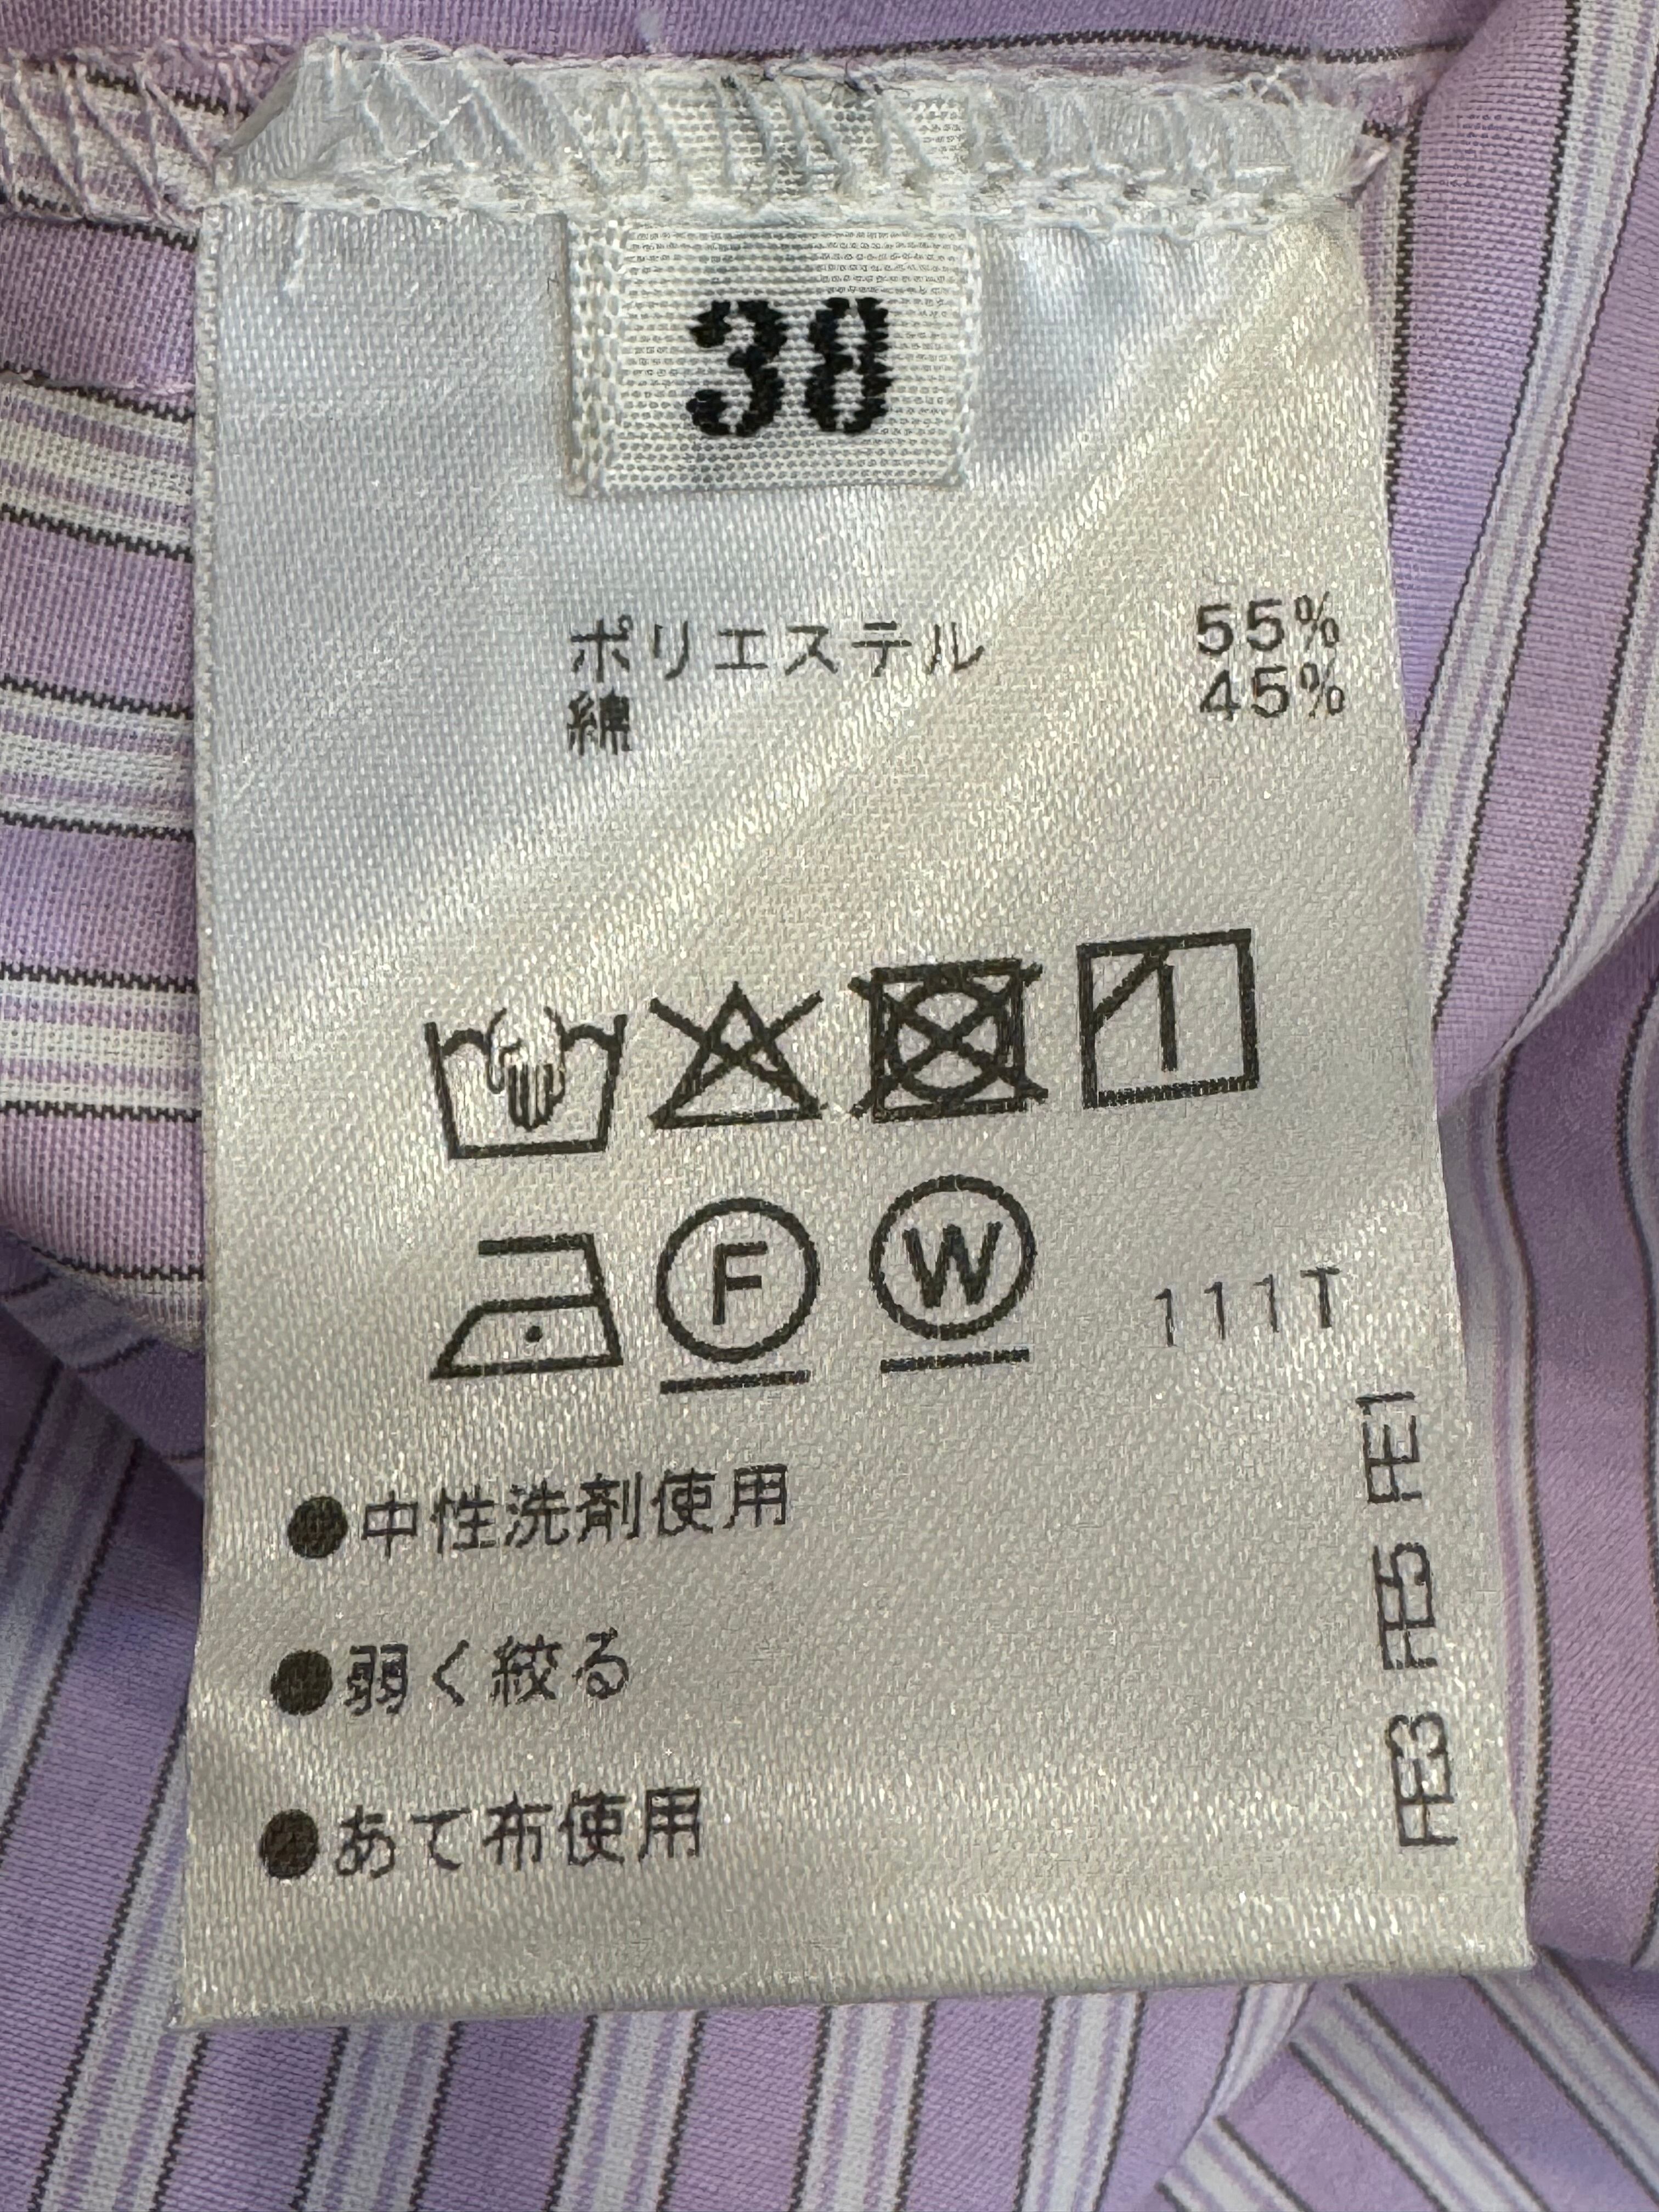 38
ポリエステル 55%
綿 45%
F W 111T
●中性洗剤使用
●弱く絞る
●あて布使用